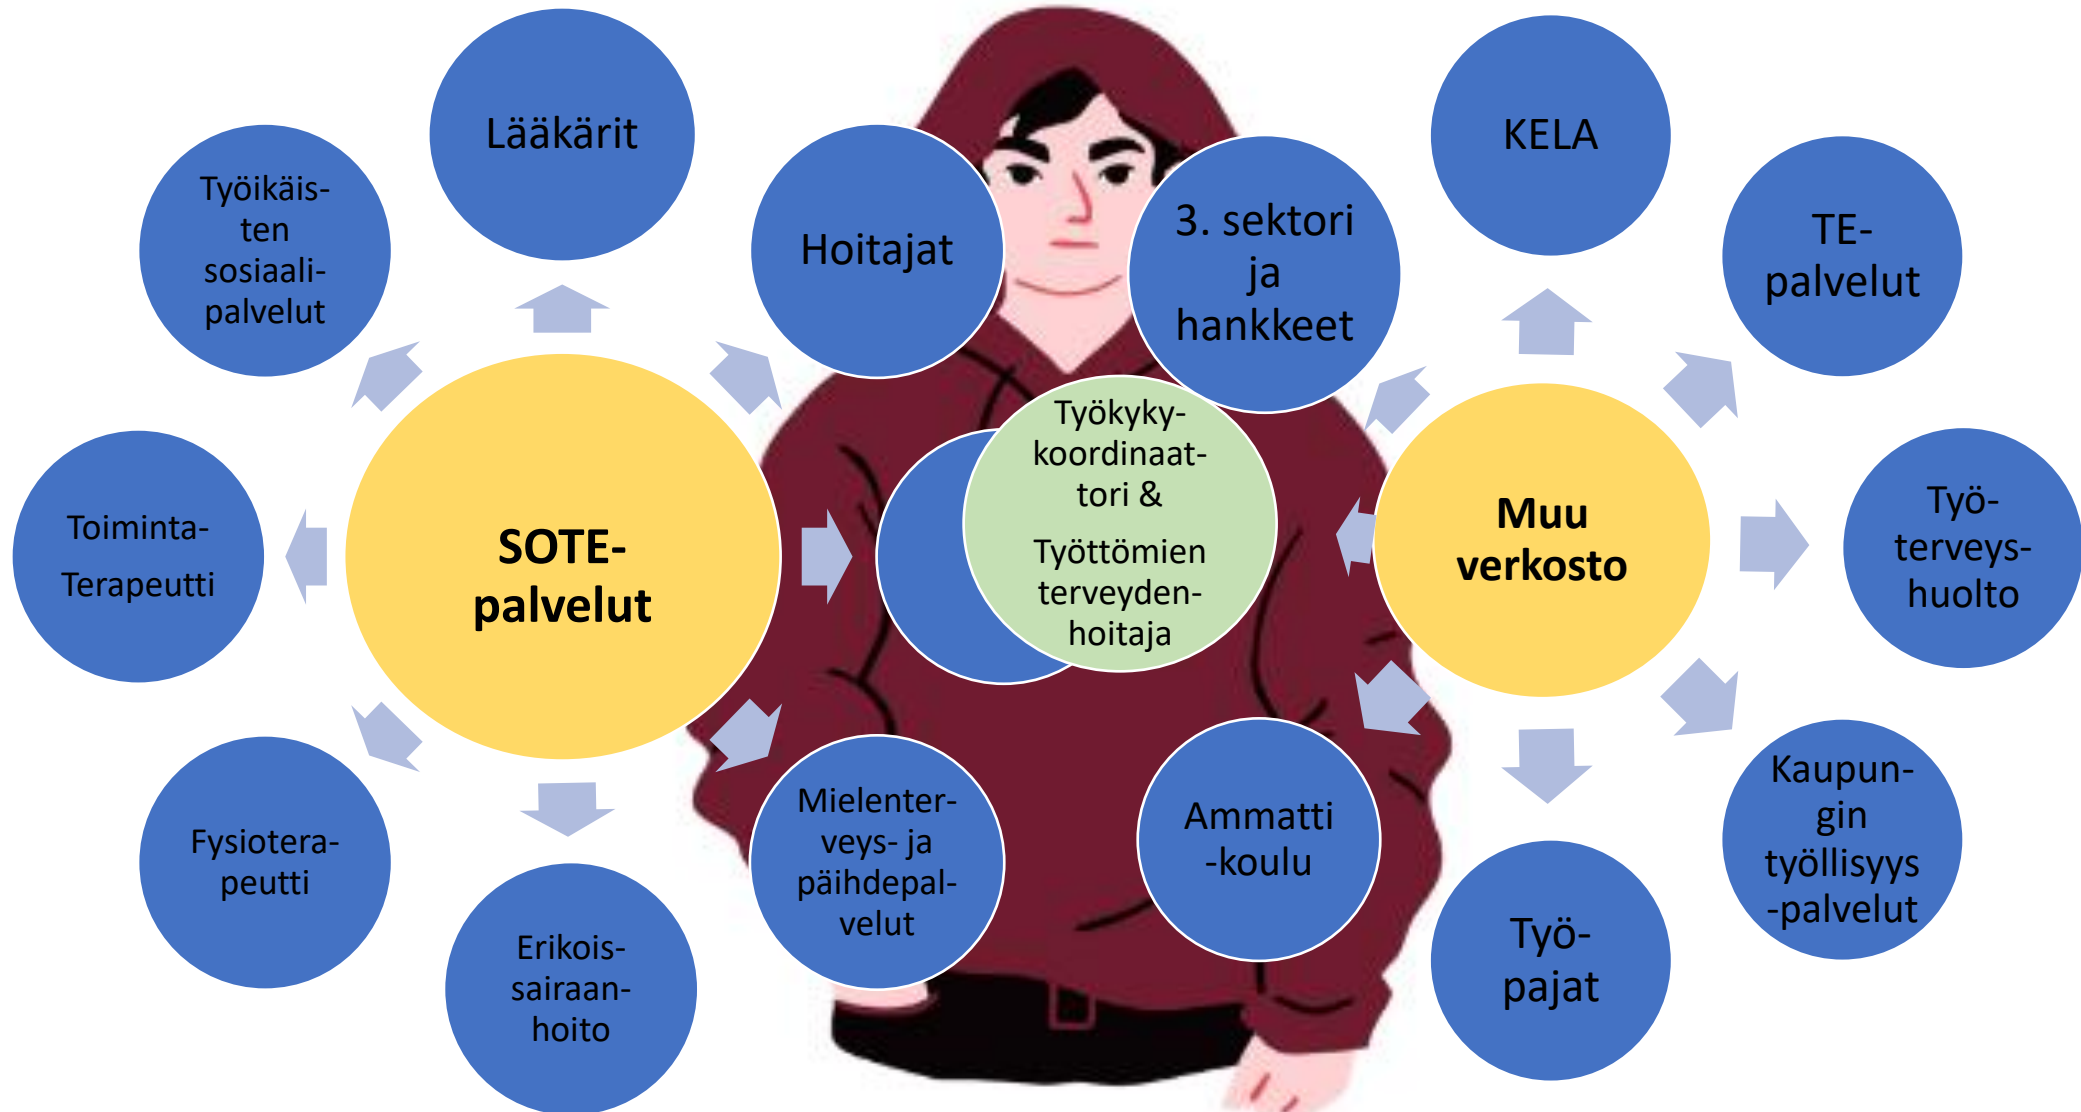 Lääkärit
Työikäis-
ten
sosiaali-
palvelut
Hoitajat
Toiminta-
Terapeutti
SOTE-
palvelut
Fysiotera-
peutti
Erikois-
sairaan-
hoito
Mielenter-
veys- ja
päihdepal-
velut
Työkyky-
koordinaat-
tori &
Työttömien
terveyden-
hoitaja
3. sektori
ja
hankkeet
KELA
TE-
palvelut
Muu
verkosto
Työ-
terveys-
huolto
Kaupun-
gin
työllisyys
-palvelut
Työ-
pajat
Ammatti
-koulu